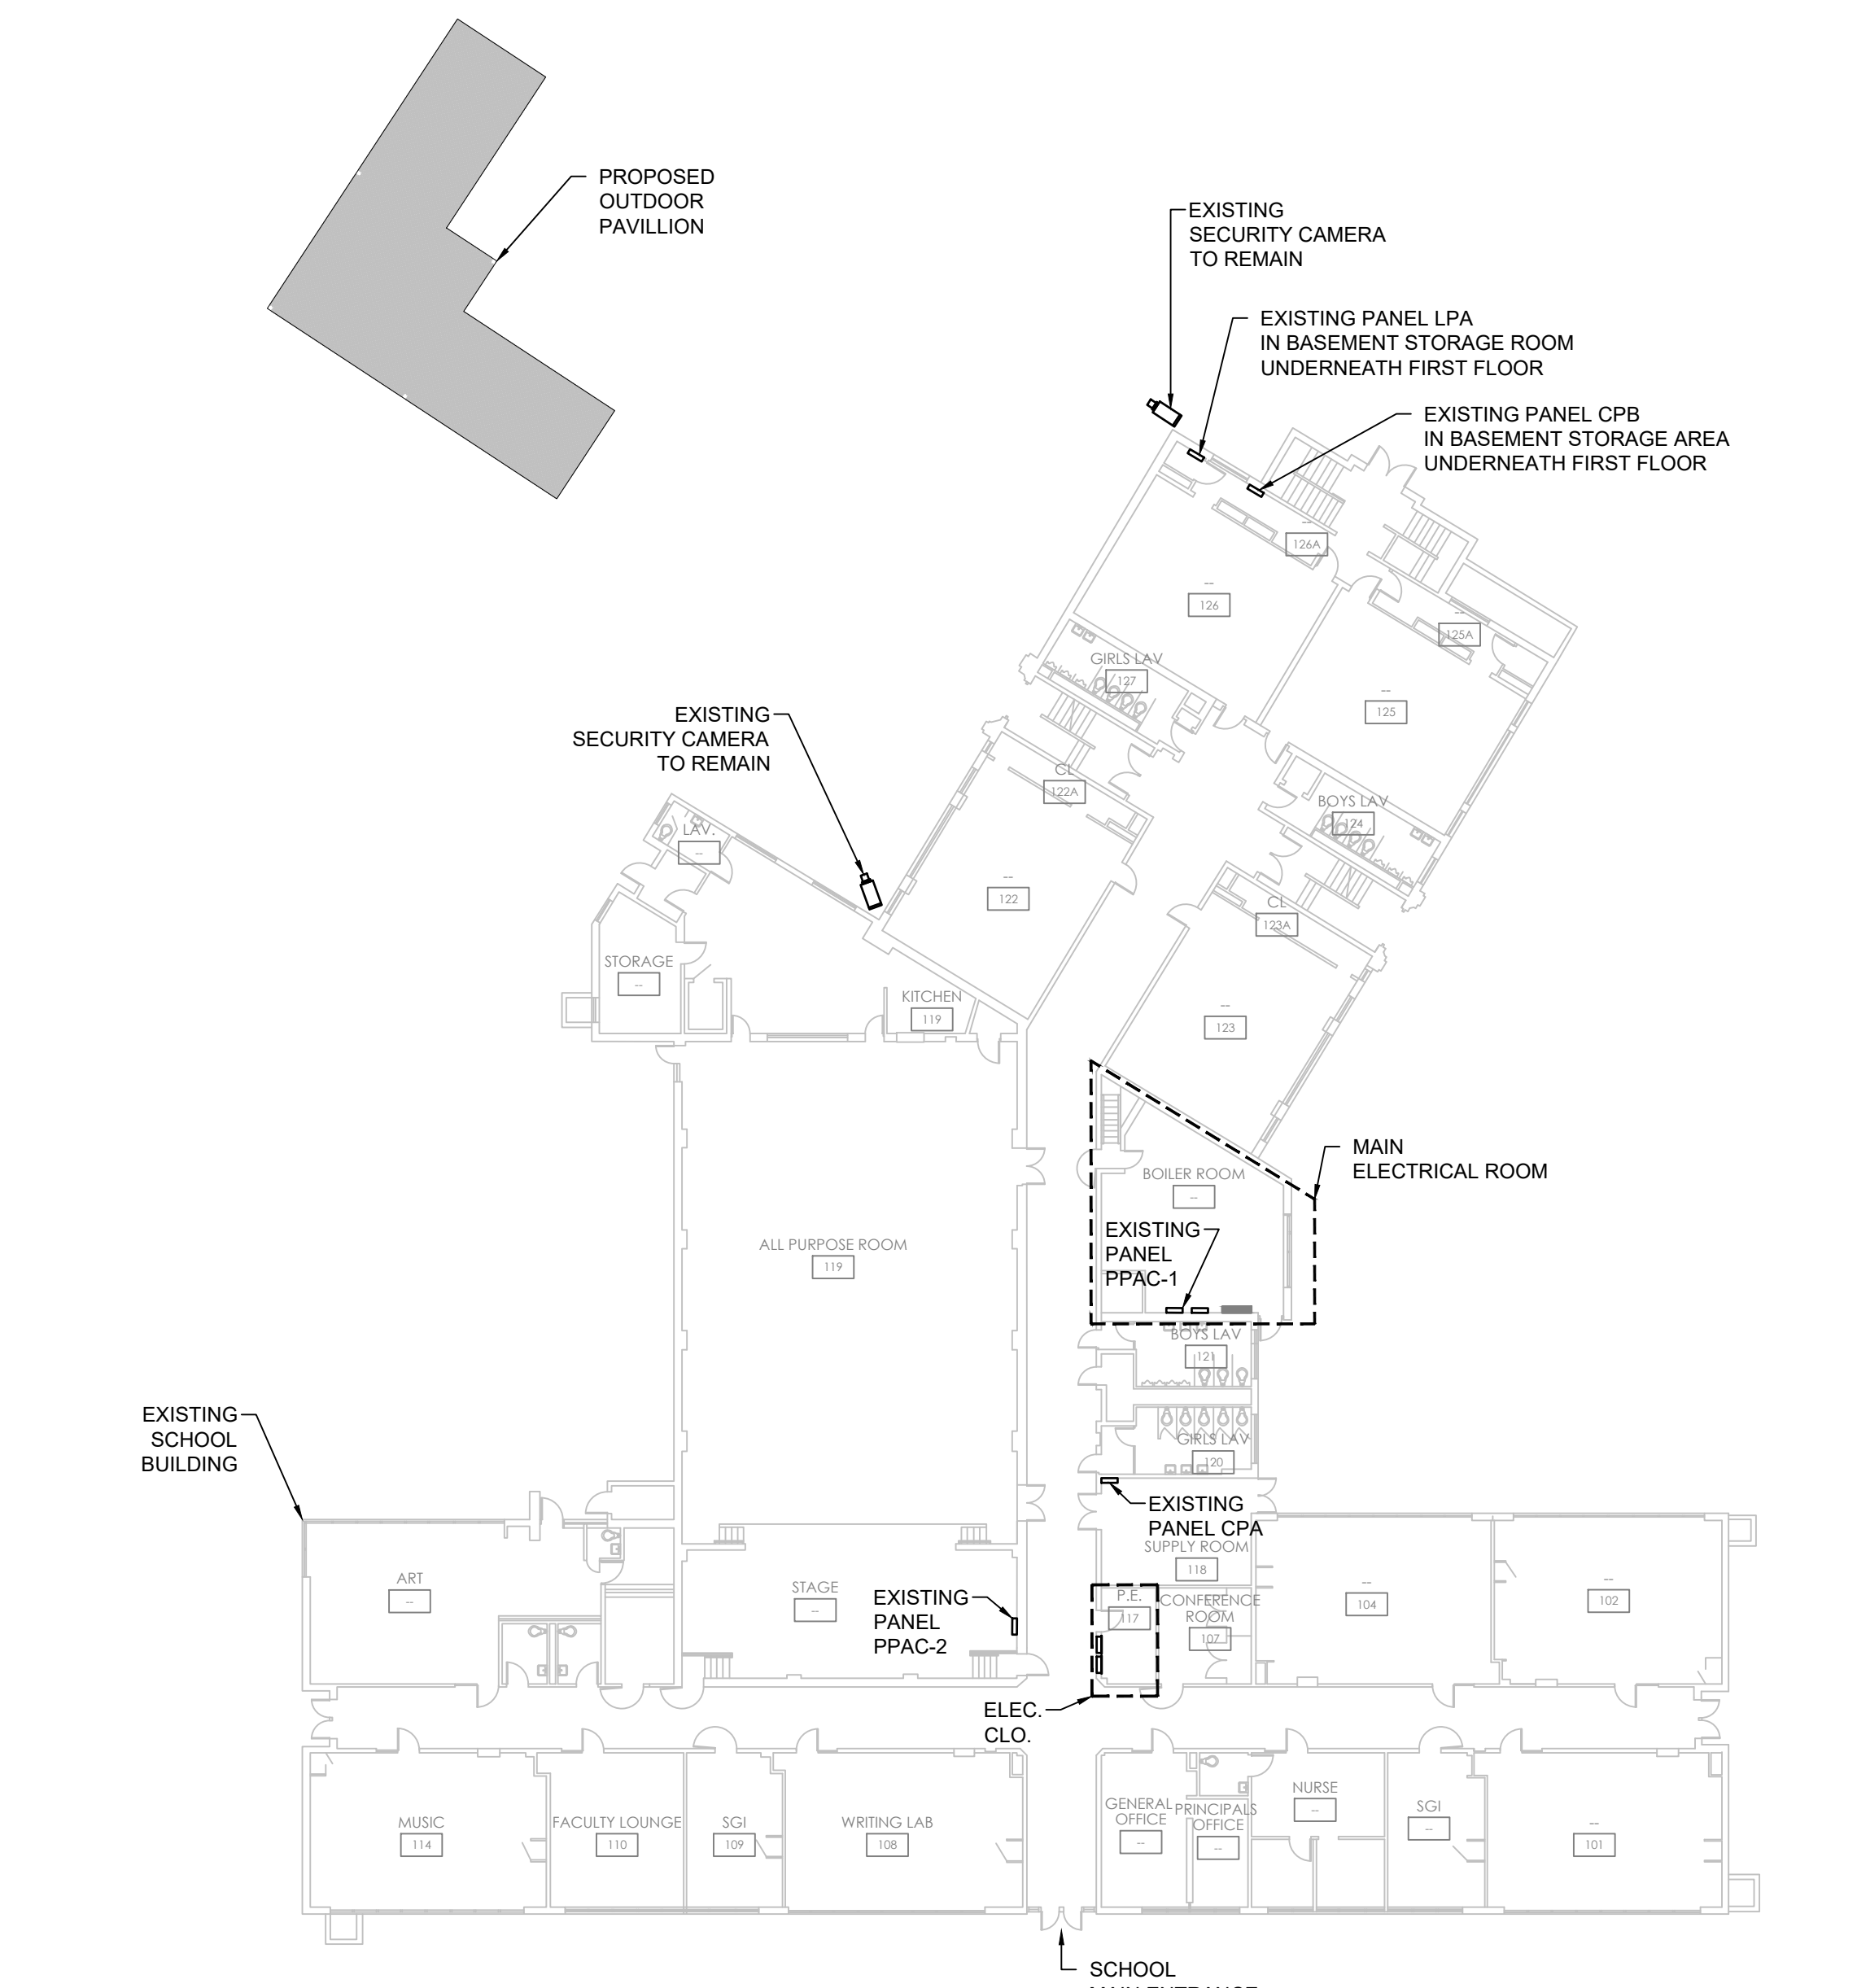 PROPOSED
OUTDOOR
PAVILLION
EXISTING
SECURITY CAMERA
TO REMAIN
EXISTING PANEL LPA
IN BASEMENT STORAGE ROOM
UNDERNEATH FIRST FLOOR
EXISTING PANEL CPB
IN BASEMENT STORAGE AREA
UNDERNEATH FIRST FLOOR
--
126A
--
126
--
125A
GIRLS LAV
127
--
125
EXISTING
SECURITY CAMERA
TO REMAIN
CL
122A
BOYS LAV
124
LAV.
--
--
122
CL
123A
STORAGE
--
KITCHEN
119
--
123
MAIN
ELECTRICAL ROOM
BOILER ROOM
--
EXISTING
PANEL
PPAC-1
ALL PURPOSE ROOM
119
BOYS LAV
121
EXISTING
SCHOOL
BUILDING
GIRLS LAV
120
EXISTING
PANEL CPA
SUPPLY ROOM
118
ART
--
STAGE
--
EXISTING
PANEL
PPAC-2
P.E.
117
CONFERENCE
ROOM
107
--
104
--
102
ELEC.
CLO.
MUSIC
114
FACULTY LOUNGE
110
SGI
109
WRITING LAB
108
GENERAL
OFFICE
--
PRINCIPALS
OFFICE
--
NURSE
--
SGI
--
--
101
SCHOOL
MAIN ENTRANCE